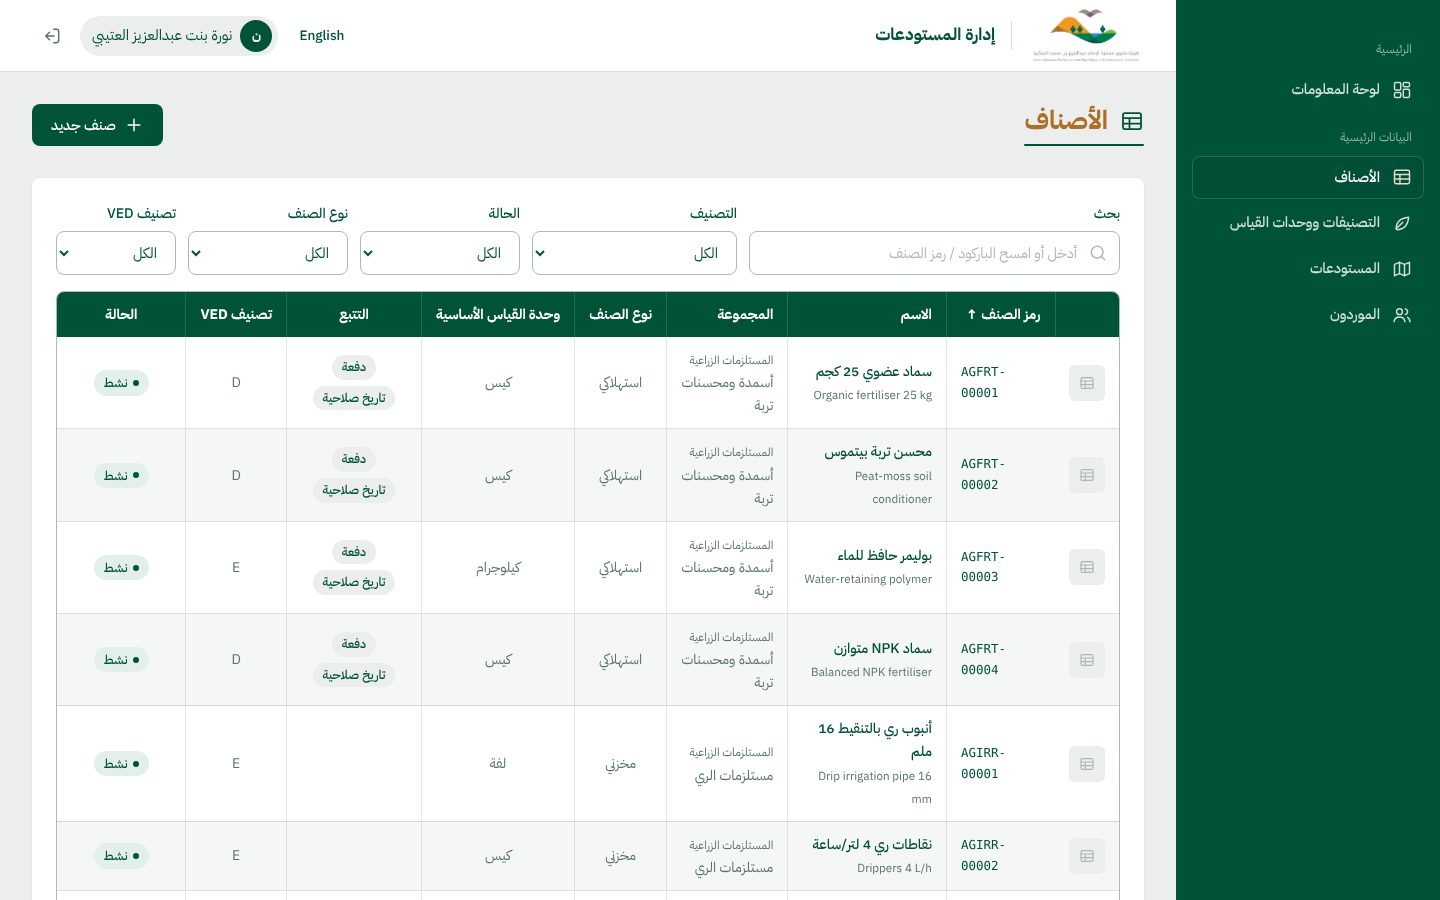 الرئيسية
لوحة المعلومات
البيانات الرئيسية
الأصناف
التصنيفات ووحدات القياس
المستودعات
الموردون
إدارة المستودعات
English
ن
نورة بنت عبدالعزيز العتيبي
الأصناف
صنف جديد
بحث
التصنيف
الحالة
نوع الصنف
تصنيف VED
أدخل أو امسح الباركود / رمز الصنف
الكل
الكل
الكل
الكل
رمز الصنف ↑
الاسم
المجموعة
نوع الصنف
وحدة القياس الأساسية
التتبع
تصنيف VED
الحالة
AGFRT-
00001
سماد عضوي 25 كجم
Organic fertiliser 25 kg
المستلزمات الزراعية
أسمدة ومحسنات
تربة
استهلاكي
كيس
دفعة
تاريخ صلاحية
D
نشط
AGFRT-
00002
محسن تربة بيتموس
Peat-moss soil
conditioner
المستلزمات الزراعية
أسمدة ومحسنات
تربة
استهلاكي
كيس
دفعة
تاريخ صلاحية
D
نشط
AGFRT-
00003
بوليمر حافظ للماء
Water-retaining polymer
المستلزمات الزراعية
أسمدة ومحسنات
تربة
استهلاكي
كيلوجرام
دفعة
تاريخ صلاحية
E
نشط
AGFRT-
00004
سماد NPK متوازن
Balanced NPK fertiliser
المستلزمات الزراعية
أسمدة ومحسنات
تربة
استهلاكي
كيس
دفعة
تاريخ صلاحية
D
نشط
AGIRR-
00001
أنبوب ري بالتنقيط 16
ملم
Drip irrigation pipe 16
mm
المستلزمات الزراعية
مستلزمات الري
مخزني
لفة
E
نشط
AGIRR-
00002
نقاطات ري 4 لتر/ساعة
Drippers 4 L/h
المستلزمات الزراعية
مستلزمات الري
مخزني
كيس
E
نشط